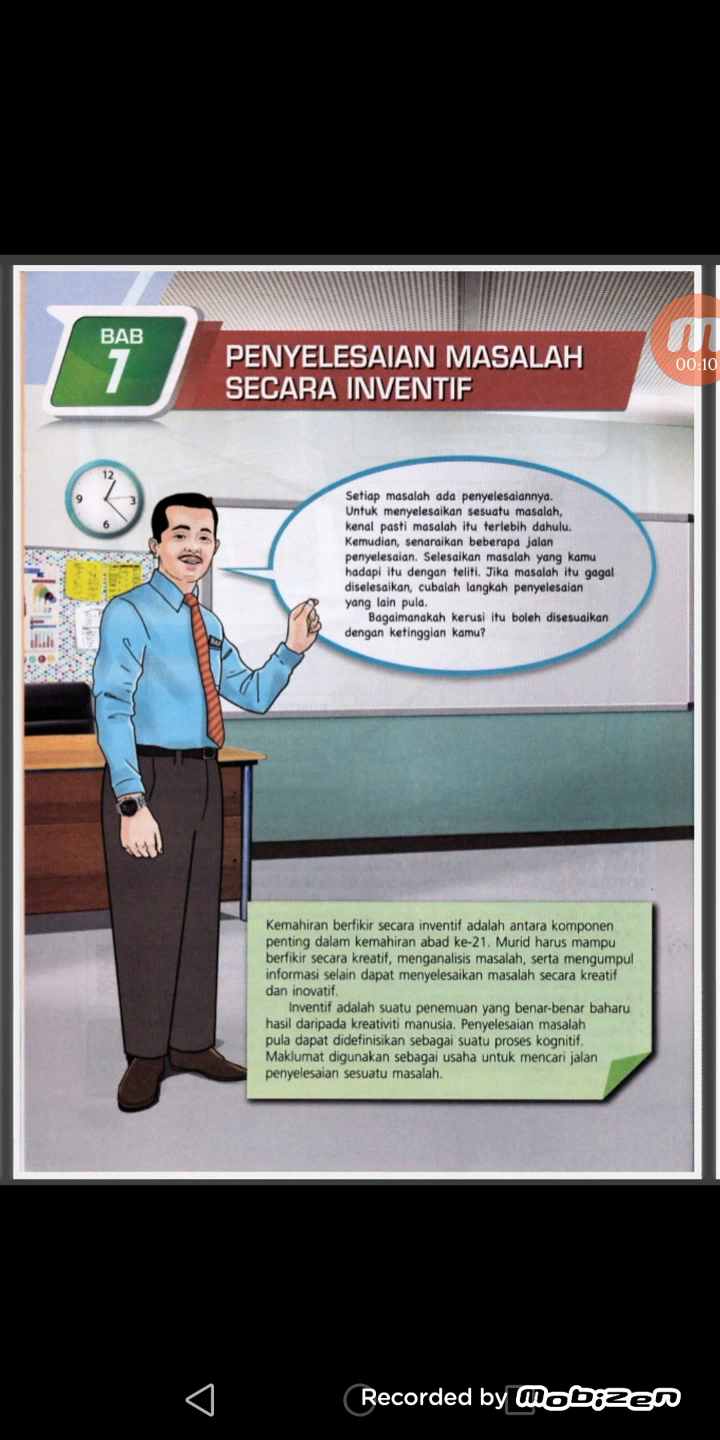 BAB
1
PENYELESAIAN MASALAH
SECARA INVENTIF
00:10
12
9
3
6
Setiap masalah ada penyelesaiannya.
Untuk menyelesaikan sesuatu masalah,
kenal pasti masalah itu terlebih dahulu.
Kemudian, senaraikan beberapa jalan
penyelesaian. Selesaikan masalah yang kamu
hadapi itu dengan teliti. Jika masalah itu gagal
diselesaikan, cubalah langkah penyelesaian
yang lain pula.
Bagaimanakah kerusi itu boleh disesuaikan
dengan ketinggian kamu?
Kemahiran berfikir secara inventif adalah antara komponen
penting dalam kemahiran abad ke-21. Murid harus mampu
berfikir secara kreatif, menganalisis masalah, serta mengumpul
informasi selain dapat menyelesaikan masalah secara kreatif
dan inovatif.
Inventif adalah suatu penemuan yang benar-benar baharu
hasil daripada kreativiti manusia. Penyelesaian masalah
pula dapat didefinisikan sebagai suatu proses kognitif.
Maklumat digunakan sebagai usaha untuk mencari jalan
penyelesaian sesuatu masalah.
Recorded by Mobizen